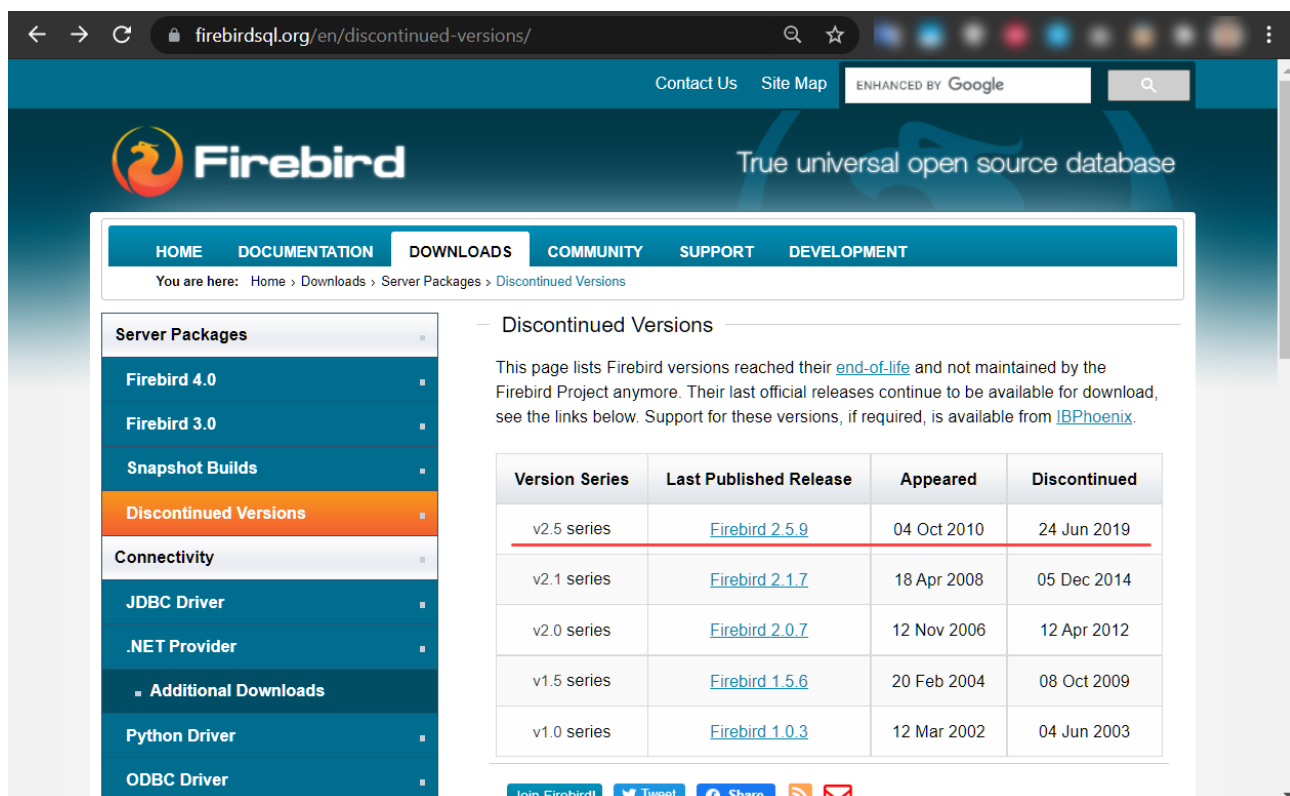 firebirdsql.org/en/discontinued-versions/
Contact Us Site Map ENHANCED BY Google
Firebird
True universal open source database
HOME DOCUMENTATION DOWNLOADS COMMUNITY SUPPORT DEVELOPMENT
You are here: Home › Downloads › Server Packages › Discontinued Versions
Server Packages
Firebird 4.0
Firebird 3.0
Snapshot Builds
Discontinued Versions
Connectivity
JDBC Driver
.NET Provider
Additional Downloads
Python Driver
ODBC Driver
Discontinued Versions
This page lists Firebird versions reached their end-of-life and not maintained by the
Firebird Project anymore. Their last official releases continue to be available for download,
see the links below. Support for these versions, if required, is available from IBPhoenix.
Version Series Last Published Release Appeared Discontinued
v2.5 series Firebird 2.5.9 04 Oct 2010 24 Jun 2019
v2.1 series Firebird 2.1.7 18 Apr 2008 05 Dec 2014
v2.0 series Firebird 2.0.7 12 Nov 2006 12 Apr 2012
v1.5 series Firebird 1.5.6 20 Feb 2004 08 Oct 2009
v1.0 series Firebird 1.0.3 12 Mar 2002 04 Jun 2003
Join Firebird! Tweet Share